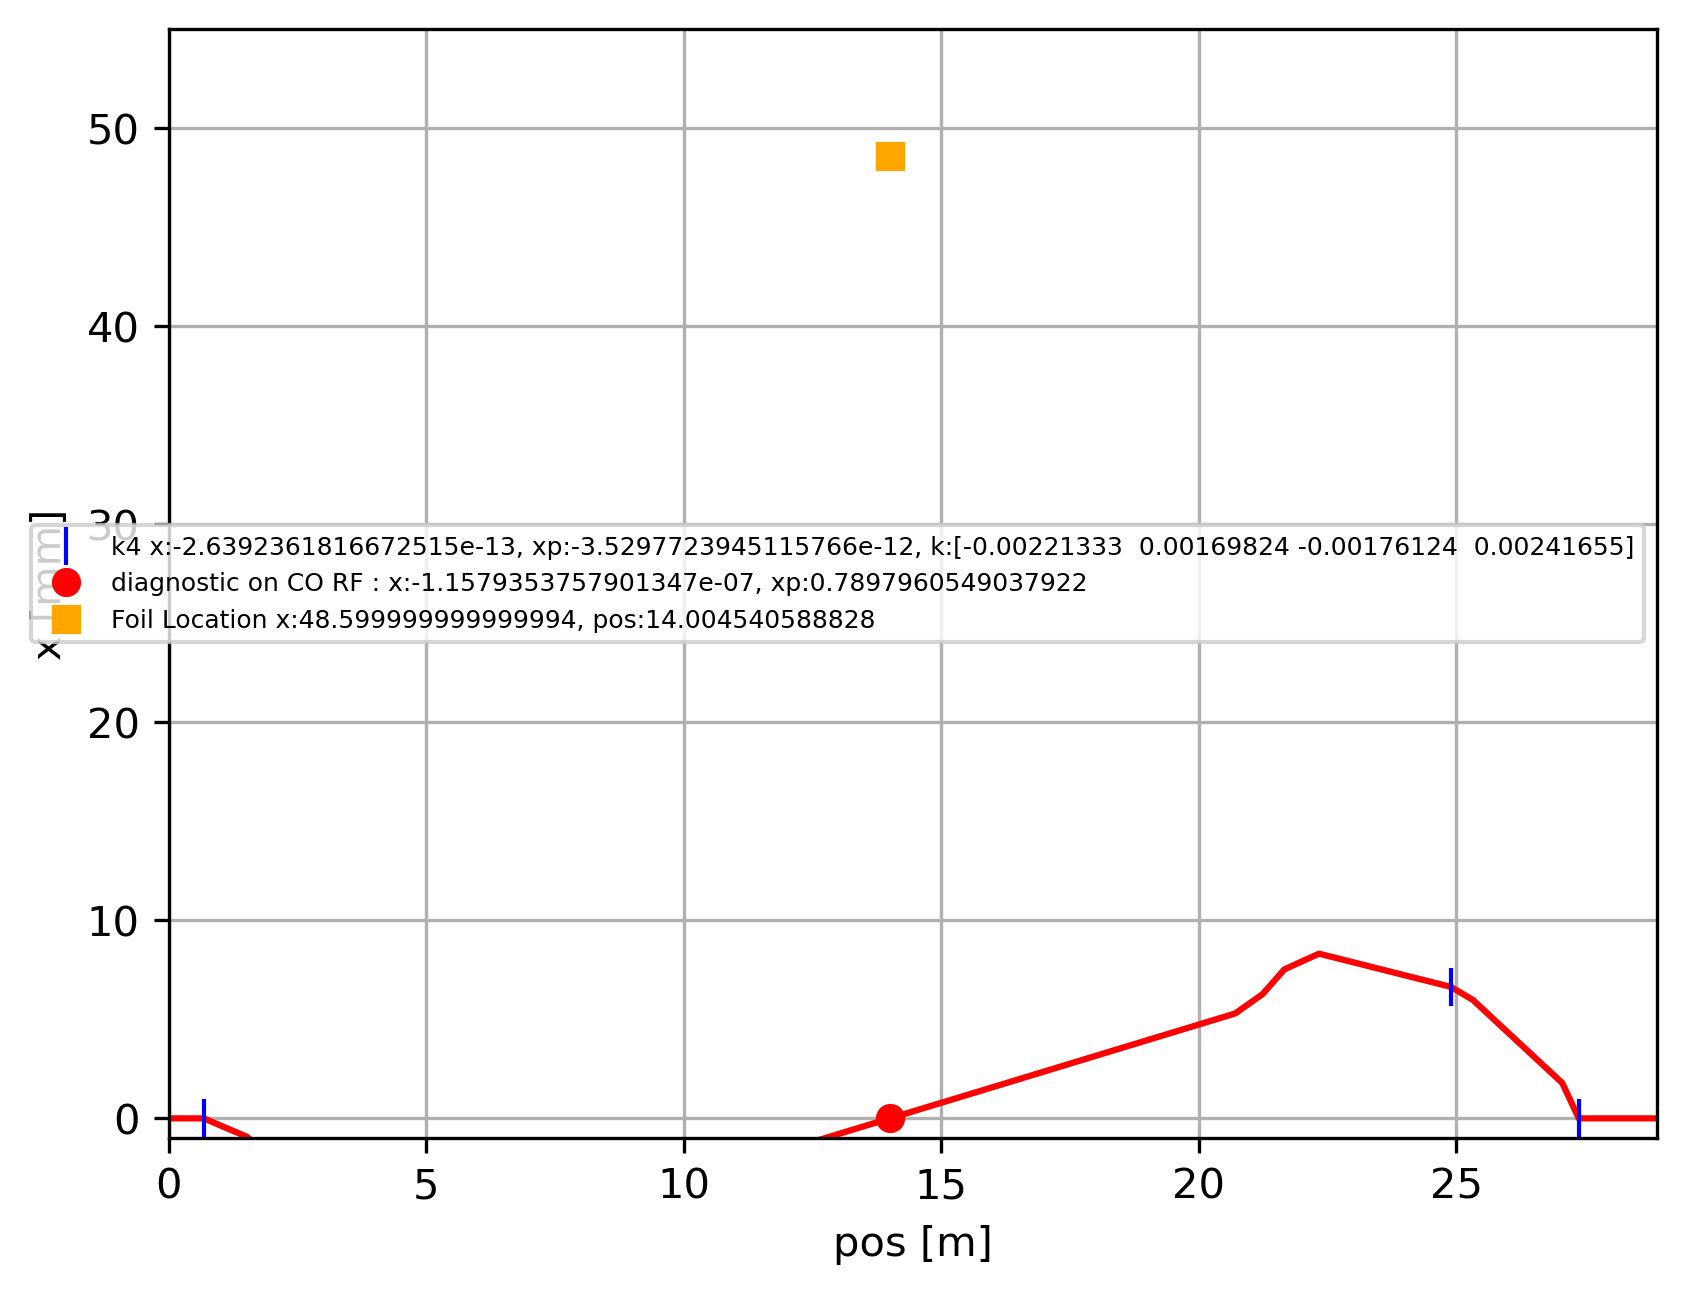 50
40
30
x [mm]
k4 x:-2.6392361816672515e-13, xp:-3.5297723945115766e-12, k:[-0.00221333  0.00169824 -0.00176124  0.00241655]
diagnostic on CO RF : x:-1.1579353757901347e-07, xp:0.7897960549037922
Foil Location x:48.599999999999994, pos:14.004540588828
20
10
0
0 5 10 15 20 25
pos [m]